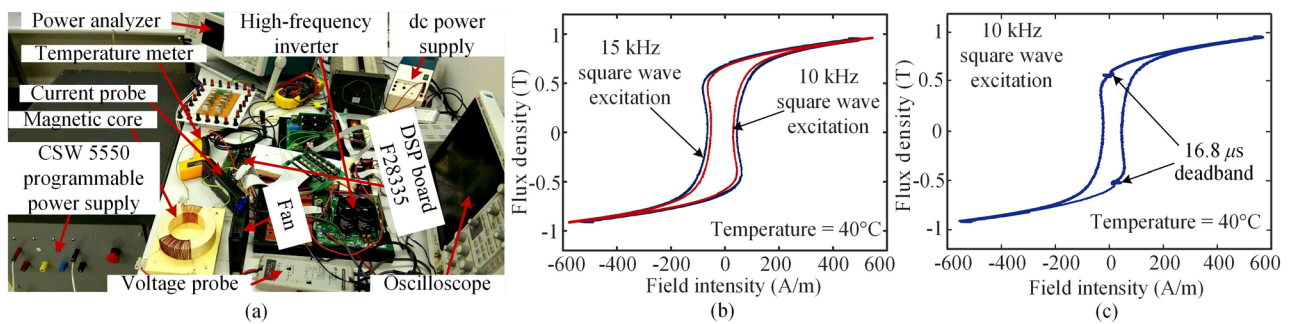 Power analyzer
Temperature meter
Current probe
Magnetic core
CSW 5550
programmable
power supply
High-frequency
inverter
dc power
supply
DSP board
F28335
Fan
Voltage probe
Oscilloscope
(a)
Flux density (T)
1
0.5
0
-0.5
-1
15 kHz
square wave
excitation
10 kHz
square wave
excitation
Temperature = 40°C
-600 -400 -200 0 200 400 600
Field intensity (A/m)
(b)
Flux density (T)
1
0.5
0
-0.5
-1
10 kHz
square wave
excitation
16.8 µs
deadband
Temperature = 40°C
-600 -400 -200 0 200 400 600
Field intensity (A/m)
(c)